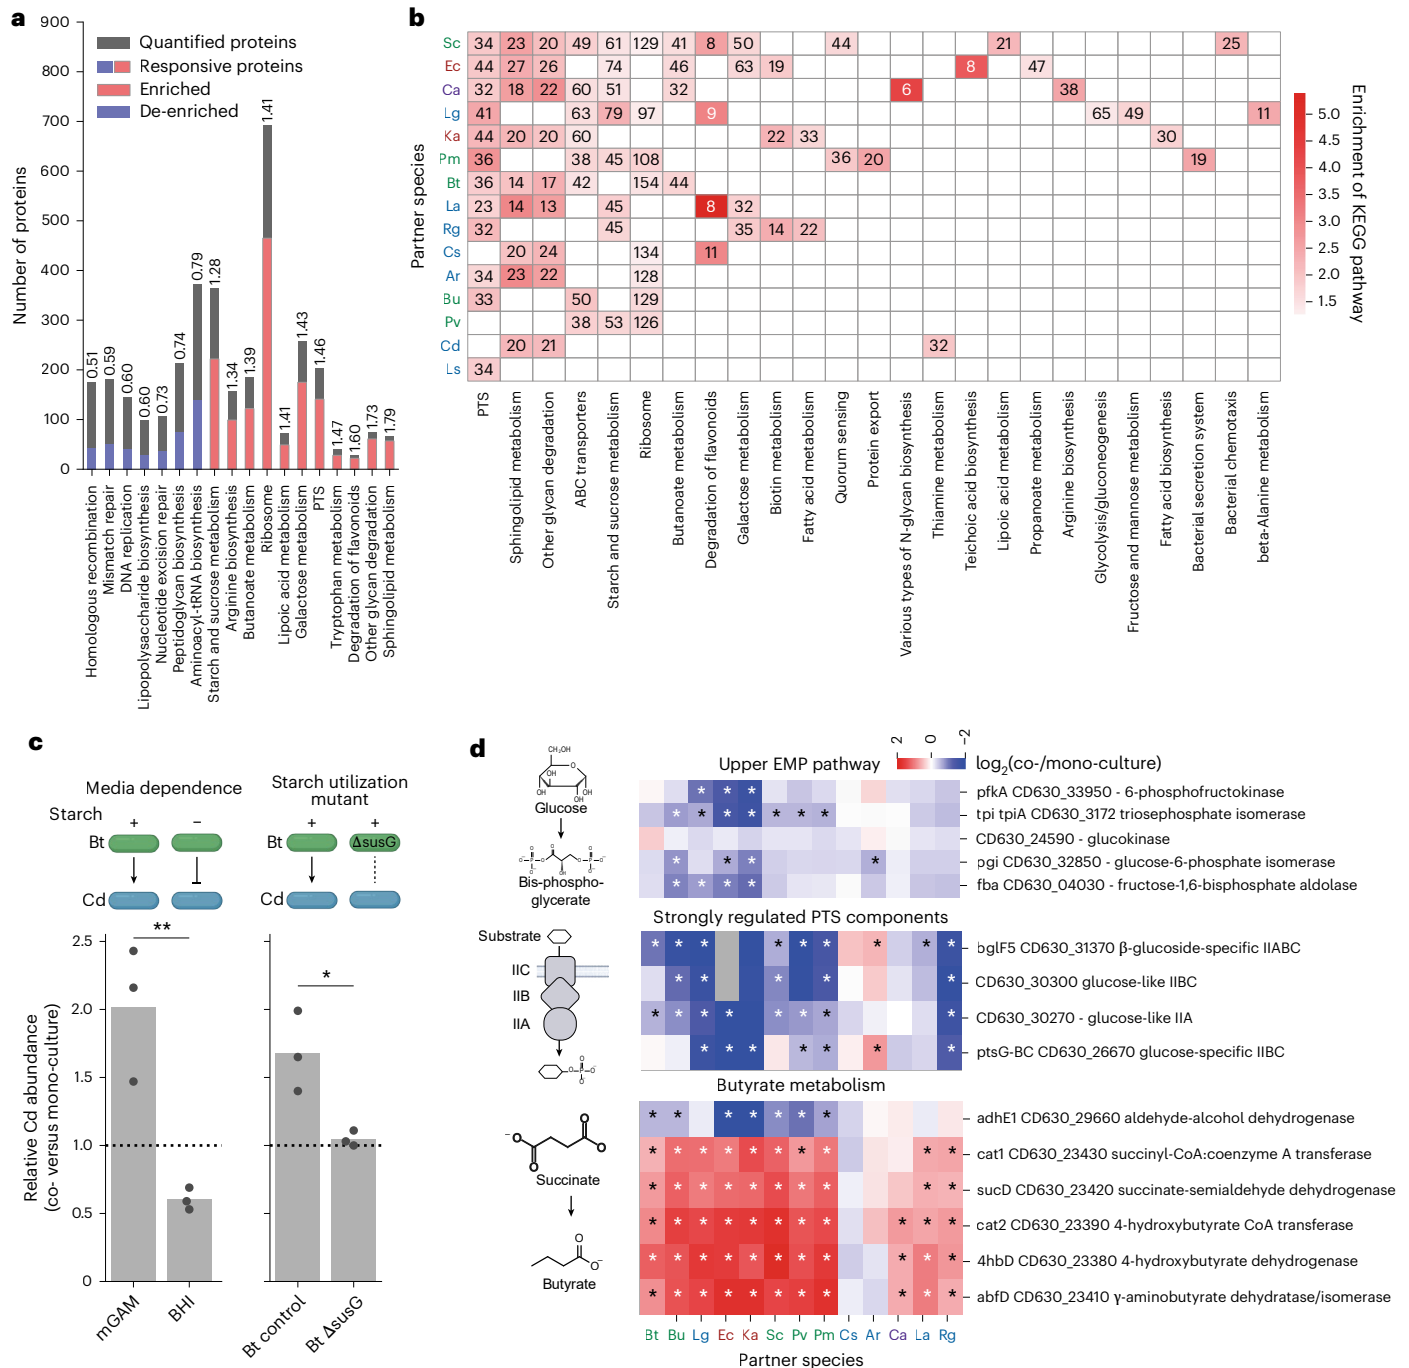 a
900
800
700
600
500
400
300
200
100
0
Number of proteins
Quantified proteins
Responsive proteins
Enriched
De-enriched
0.51
0.59
0.60
0.60
0.73
0.74
0.79
1.28
1.34
1.39
1.41
1.41
1.43
1.46
1.47
1.60
1.73
1.79
Homologous recombination
Mismatch repair
DNA replication
Lipopolysaccharide biosynthesis
Nucleotide excision repair
Peptidoglycan biosynthesis
Aminoacyl-tRNA biosynthesis
Starch and sucrose metabolism
Arginine biosynthesis
Butanoate metabolism
Ribosome
Lipoic acid metabolism
Galactose metabolism
PTS
Tryptophan metabolism
Degradation of flavonoids
Other glycan degradation
Sphingolipid metabolism
b
Partner species
Sc 34 23 20 49 61 129 41 8 50 44 21 25
Ec 44 27 26 74 46 63 19 8 47
Ca 32 18 22 60 51 32 6 38
Lg 41 63 79 97 9 65 49 11
Ka 44 20 20 60 22 33 30
Pm 36 38 45 108 36 20 19
Bt 36 14 17 42 154 44
La 23 14 13 45 8 32
Rg 32 45 35 14 22
Cs 20 24 134 11
Ar 34 23 22 128
Bu 33 50 129
Pv 38 53 126
Cd 20 21 32
Ls 34
PTS
Sphingolipid metabolism
Other glycan degradation
ABC transporters
Starch and sucrose metabolism
Ribosome
Butanoate metabolism
Degradation of flavonoids
Galactose metabolism
Biotin metabolism
Fatty acid metabolism
Quorum sensing
Protein export
Various types of N-glycan biosynthesis
Thiamine metabolism
Teichoic acid biosynthesis
Lipoic acid metabolism
Propanoate metabolism
Arginine biosynthesis
Glycolysis/gluconeogenesis
Fructose and mannose metabolism
Fatty acid biosynthesis
Bacterial secretion system
Bacterial chemotaxis
beta-Alanine metabolism
5.0
4.5
4.0
3.5
3.0
2.5
2.0
1.5
Enrichment of KEGG pathway
c
Media dependence
Starch + −
Bt
Cd
Starch utilization
mutant
+ +
Bt ΔsusG
Cd
**
*
2.5
2.0
1.5
1.0
0.5
0
Relative Cd abundance
(co- versus mono-culture)
mGAM
BHI
Bt control
Bt ΔsusG
d
2 0 −2
log2(co-/mono-culture)
Upper EMP pathway
Glucose
Bis-phospho-
glycerate
pfkA CD630_33950 - 6-phosphofructokinase
tpi tpiA CD630_3172 triosephosphate isomerase
CD630_24590 - glucokinase
pgi CD630_32850 - glucose-6-phosphate isomerase
fba CD630_04030 - fructose-1,6-bisphosphate aldolase
Strongly regulated PTS components
Substrate
IIC
IIB
IIA
bglF5 CD630_31370 β-glucoside-specific IIABC
CD630_30300 glucose-like IIBC
CD630_30270 - glucose-like IIA
ptsG-BC CD630_26670 glucose-specific IIBC
Butyrate metabolism
Succinate
Butyrate
adhE1 CD630_29660 aldehyde-alcohol dehydrogenase
cat1 CD630_23430 succinyl-CoA:coenzyme A transferase
sucD CD630_23420 succinate-semialdehyde dehydrogenase
cat2 CD630_23390 4-hydroxybutyrate CoA transferase
4hbD CD630_23380 4-hydroxybutyrate dehydrogenase
abfD CD630_23410 γ-aminobutyrate dehydratase/isomerase
Bt Bu Lg Ec Ka Sc Pv Pm Cs Ar Ca La Rg
Partner species